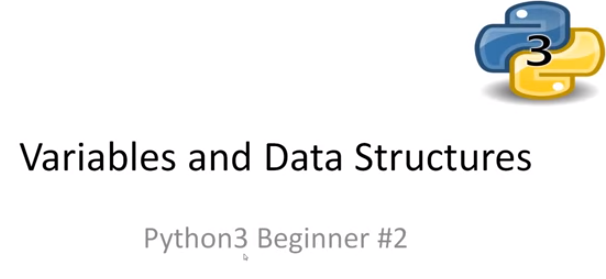 3
Variables and Data Structures
Python3 Beginner #2